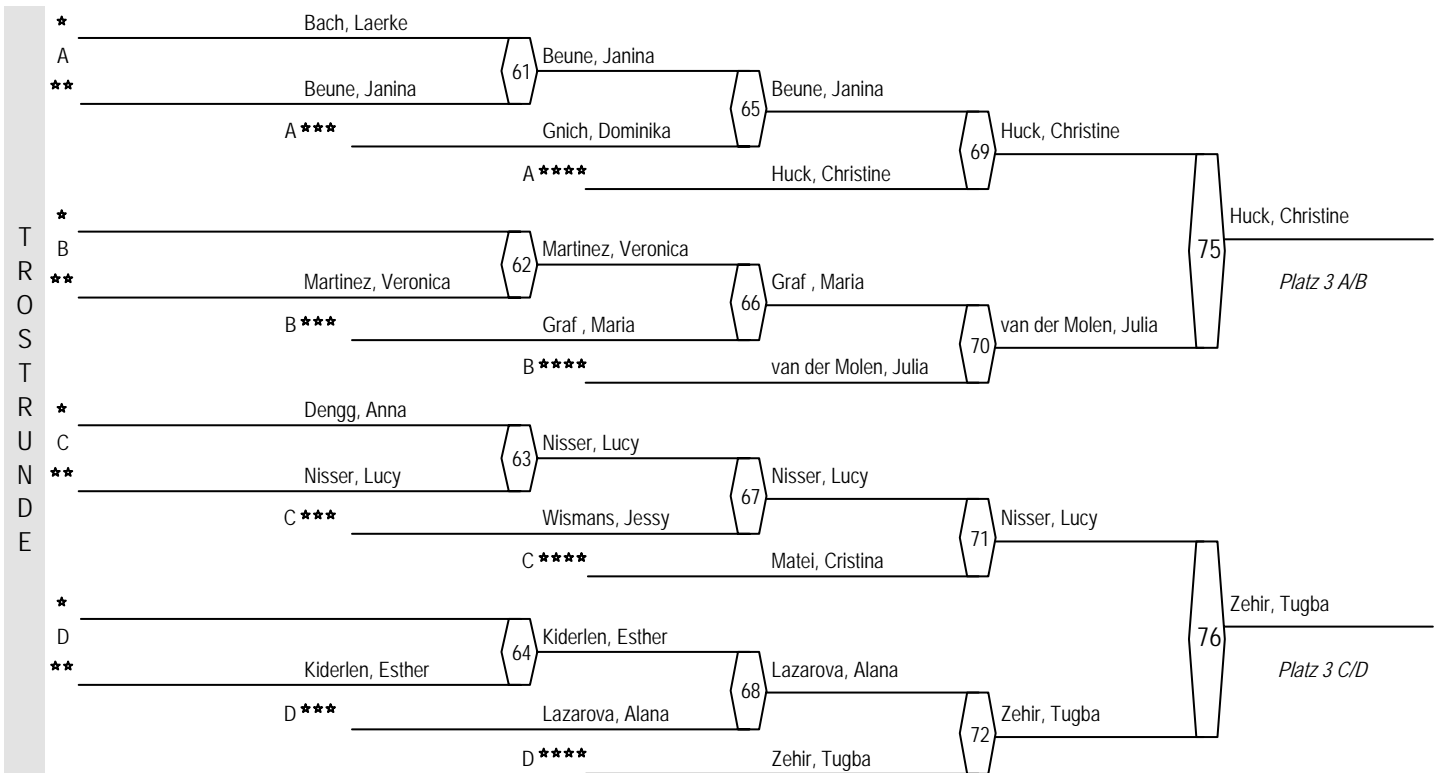 TROSTRUNDE
★ Bach, Laerke
A
61 Beune, Janina
★★ Beune, Janina
65 Beune, Janina
A ★★★ Gnich, Dominika
69 Huck, Christine
A ★★★★ Huck, Christine
★
B
62 Martinez, Veronica
★★ Martinez, Veronica
66 Graf , Maria
B ★★★ Graf , Maria
70 van der Molen, Julia
B ★★★★ van der Molen, Julia
75 Huck, Christine
Platz 3 A/B
★ Dengg, Anna
C
63 Nisser, Lucy
★★ Nisser, Lucy
67 Nisser, Lucy
C ★★★ Wismans, Jessy
71 Nisser, Lucy
C ★★★★ Matei, Cristina
★
D
64 Kiderlen, Esther
★★ Kiderlen, Esther
68 Lazarova, Alana
D ★★★ Lazarova, Alana
72 Zehir, Tugba
D ★★★★ Zehir, Tugba
76 Zehir, Tugba
Platz 3 C/D